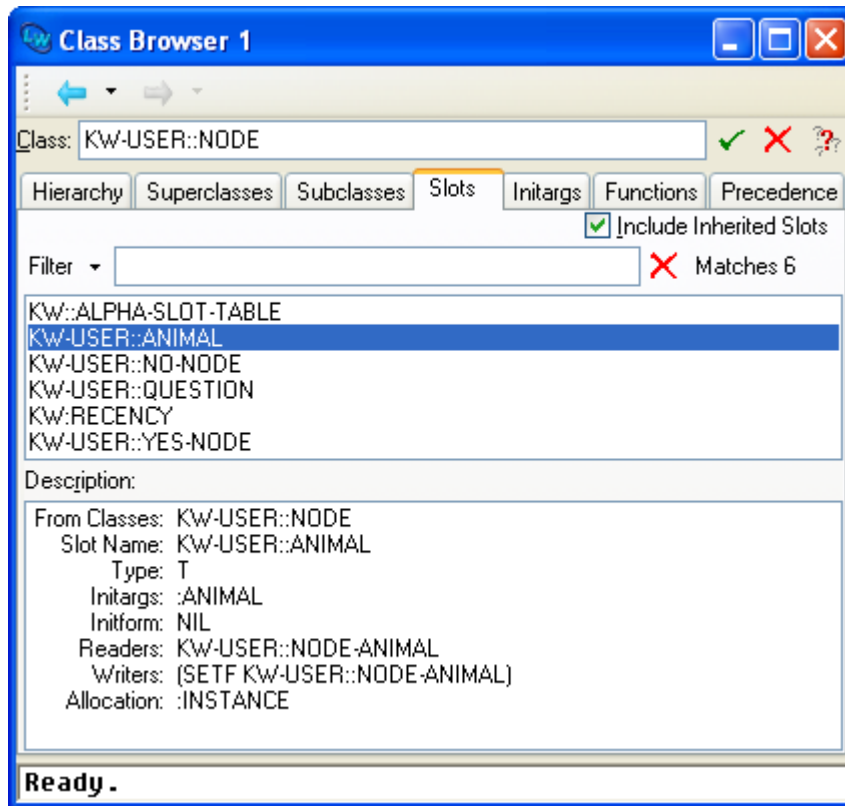 Class Browser 1
Class: KW-USER::NODE
Hierarchy Superclasses Subclasses Slots Initargs Functions Precedence
Include Inherited Slots
Filter Matches 6
KW::ALPHA-SLOT-TABLE
KW-USER::ANIMAL
KW-USER::NO-NODE
KW-USER::QUESTION
KW:RECENCY
KW-USER::YES-NODE
Description:
From Classes: KW-USER::NODE
Slot Name: KW-USER::ANIMAL
Type: T
Initargs: :ANIMAL
Initform: NIL
Readers: KW-USER::NODE-ANIMAL
Writers: (SETF KW-USER::NODE-ANIMAL)
Allocation: :INSTANCE
Ready.